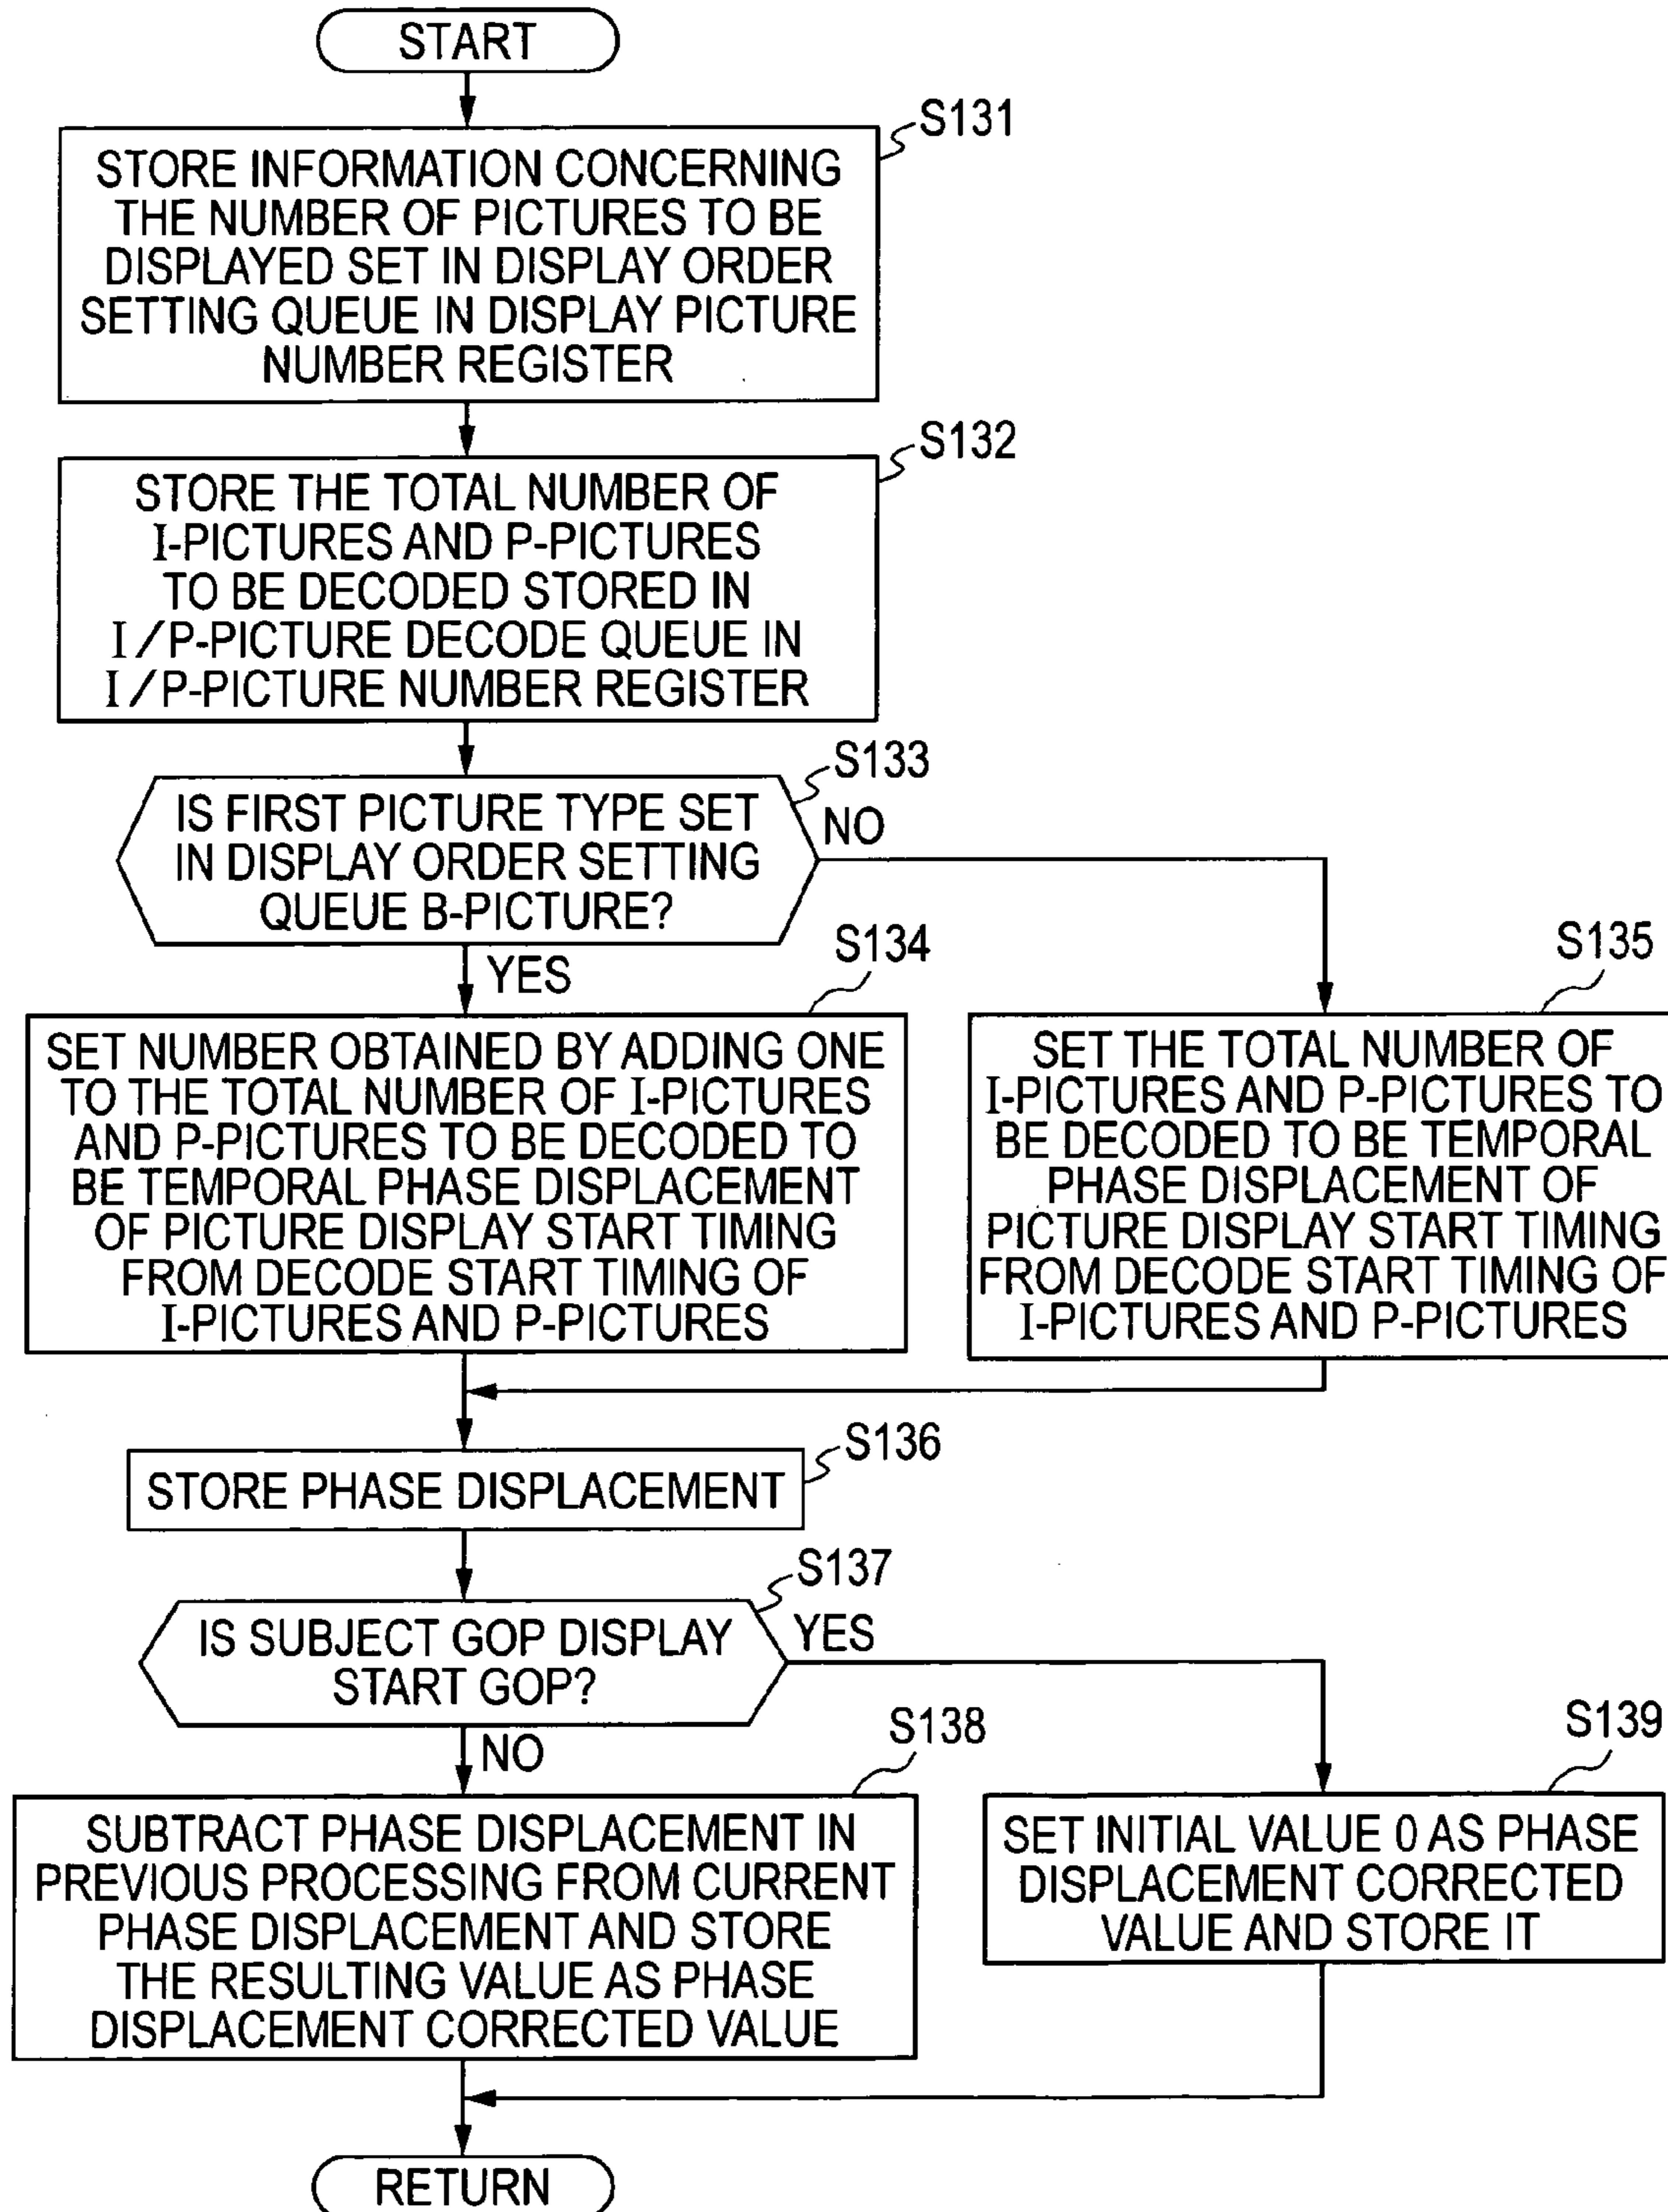 START
S131
STORE INFORMATION CONCERNING
THE NUMBER OF PICTURES TO BE
DISPLAYED SET IN DISPLAY ORDER
SETTING QUEUE IN DISPLAY PICTURE
NUMBER REGISTER
S132
STORE THE TOTAL NUMBER OF
I-PICTURES AND P-PICTURES
TO BE DECODED STORED IN
I/P-PICTURE DECODE QUEUE IN
I/P-PICTURE NUMBER REGISTER
S133
IS FIRST PICTURE TYPE SET
IN DISPLAY ORDER SETTING
QUEUE B-PICTURE?
NO
YES
S134
SET NUMBER OBTAINED BY ADDING ONE
TO THE TOTAL NUMBER OF I-PICTURES
AND P-PICTURES TO BE DECODED TO
BE TEMPORAL PHASE DISPLACEMENT
OF PICTURE DISPLAY START TIMING
FROM DECODE START TIMING OF
I-PICTURES AND P-PICTURES
S135
SET THE TOTAL NUMBER OF
I-PICTURES AND P-PICTURES TO
BE DECODED TO BE TEMPORAL
PHASE DISPLACEMENT OF
PICTURE DISPLAY START TIMING
FROM DECODE START TIMING OF
I-PICTURES AND P-PICTURES
S136
STORE PHASE DISPLACEMENT
S137
IS SUBJECT GOP DISPLAY
START GOP?
YES
NO
S138
SUBTRACT PHASE DISPLACEMENT IN
PREVIOUS PROCESSING FROM CURRENT
PHASE DISPLACEMENT AND STORE
THE RESULTING VALUE AS PHASE
DISPLACEMENT CORRECTED VALUE
S139
SET INITIAL VALUE 0 AS PHASE
DISPLACEMENT CORRECTED
VALUE AND STORE IT
RETURN